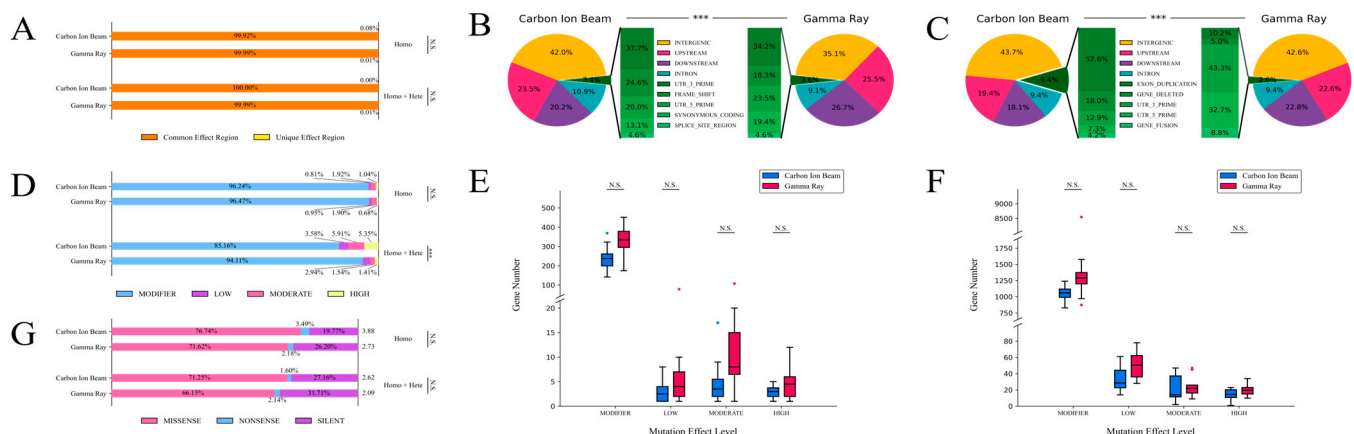 A
0.08%
Carbon Ion Beam
99.92%
Homo
N.S.
Gamma Ray
99.99%
0.01%
0.00%
Carbon Ion Beam
100.00%
Homo + Hete
N.S.
Gamma Ray
99.99%
0.01%
Common Effect Region
Unique Effect Region
B
Carbon Ion Beam
***
Gamma Ray
42.0%
3.4%
10.9%
20.2%
23.5%
37.7%
24.6%
20.0%
13.1%
4.6%
INTERGENIC
UPSTREAM
DOWNSTREAM
INTRON
UTR_3_PRIME
FRAME_SHIFT
UTR_5_PRIME
SYNONYMOUS_CODING
SPLICE_SITE_REGION
34.2%
18.3%
23.5%
19.4%
4.6%
35.1%
3.6%
9.1%
26.7%
25.5%
C
Carbon Ion Beam
***
Gamma Ray
43.7%
9.4%
9.4%
18.1%
19.4%
57.6%
18.0%
12.9%
7.3%
4.2%
INTERGENIC
UPSTREAM
DOWNSTREAM
INTRON
EXON_DUPLICATION
GENE_DELETED
UTR_3_PRIME
UTR_5_PRIME
GENE_FUSION
10.2%
5.0%
43.3%
32.7%
8.8%
42.6%
2.6%
9.4%
22.8%
22.6%
D
0.81%
1.92%
1.04%
Carbon Ion Beam
96.24%
Homo
N.S.
Gamma Ray
96.47%
0.95%
1.90%
0.68%
3.58%
5.91%
5.35%
Carbon Ion Beam
85.16%
Homo + Hete
***
Gamma Ray
94.11%
2.94%
1.54%
1.41%
MODIFIER
LOW
MODERATE
HIGH
E
Carbon Ion Beam
Gamma Ray
N.S.
N.S.
N.S.
N.S.
500
400
300
200
20
15
10
5
0
Gene Number
MODIFIER
LOW
MODERATE
HIGH
Mutation Effect Level
F
Carbon Ion Beam
Gamma Ray
N.S.
N.S.
N.S.
N.S.
9000
8500
1750
1500
1250
1000
750
80
60
40
20
0
Gene Number
MODIFIER
LOW
MODERATE
HIGH
Mutation Effect Level
G
3.49%
Carbon Ion Beam
76.74%
19.77%
3.88
Homo
N.S.
Gamma Ray
71.62%
26.20%
2.73
2.18%
1.60%
Carbon Ion Beam
71.25%
27.16%
2.62
Homo + Hete
N.S.
Gamma Ray
66.15%
31.71%
2.09
2.14%
MISSENSE
NONSENSE
SILENT